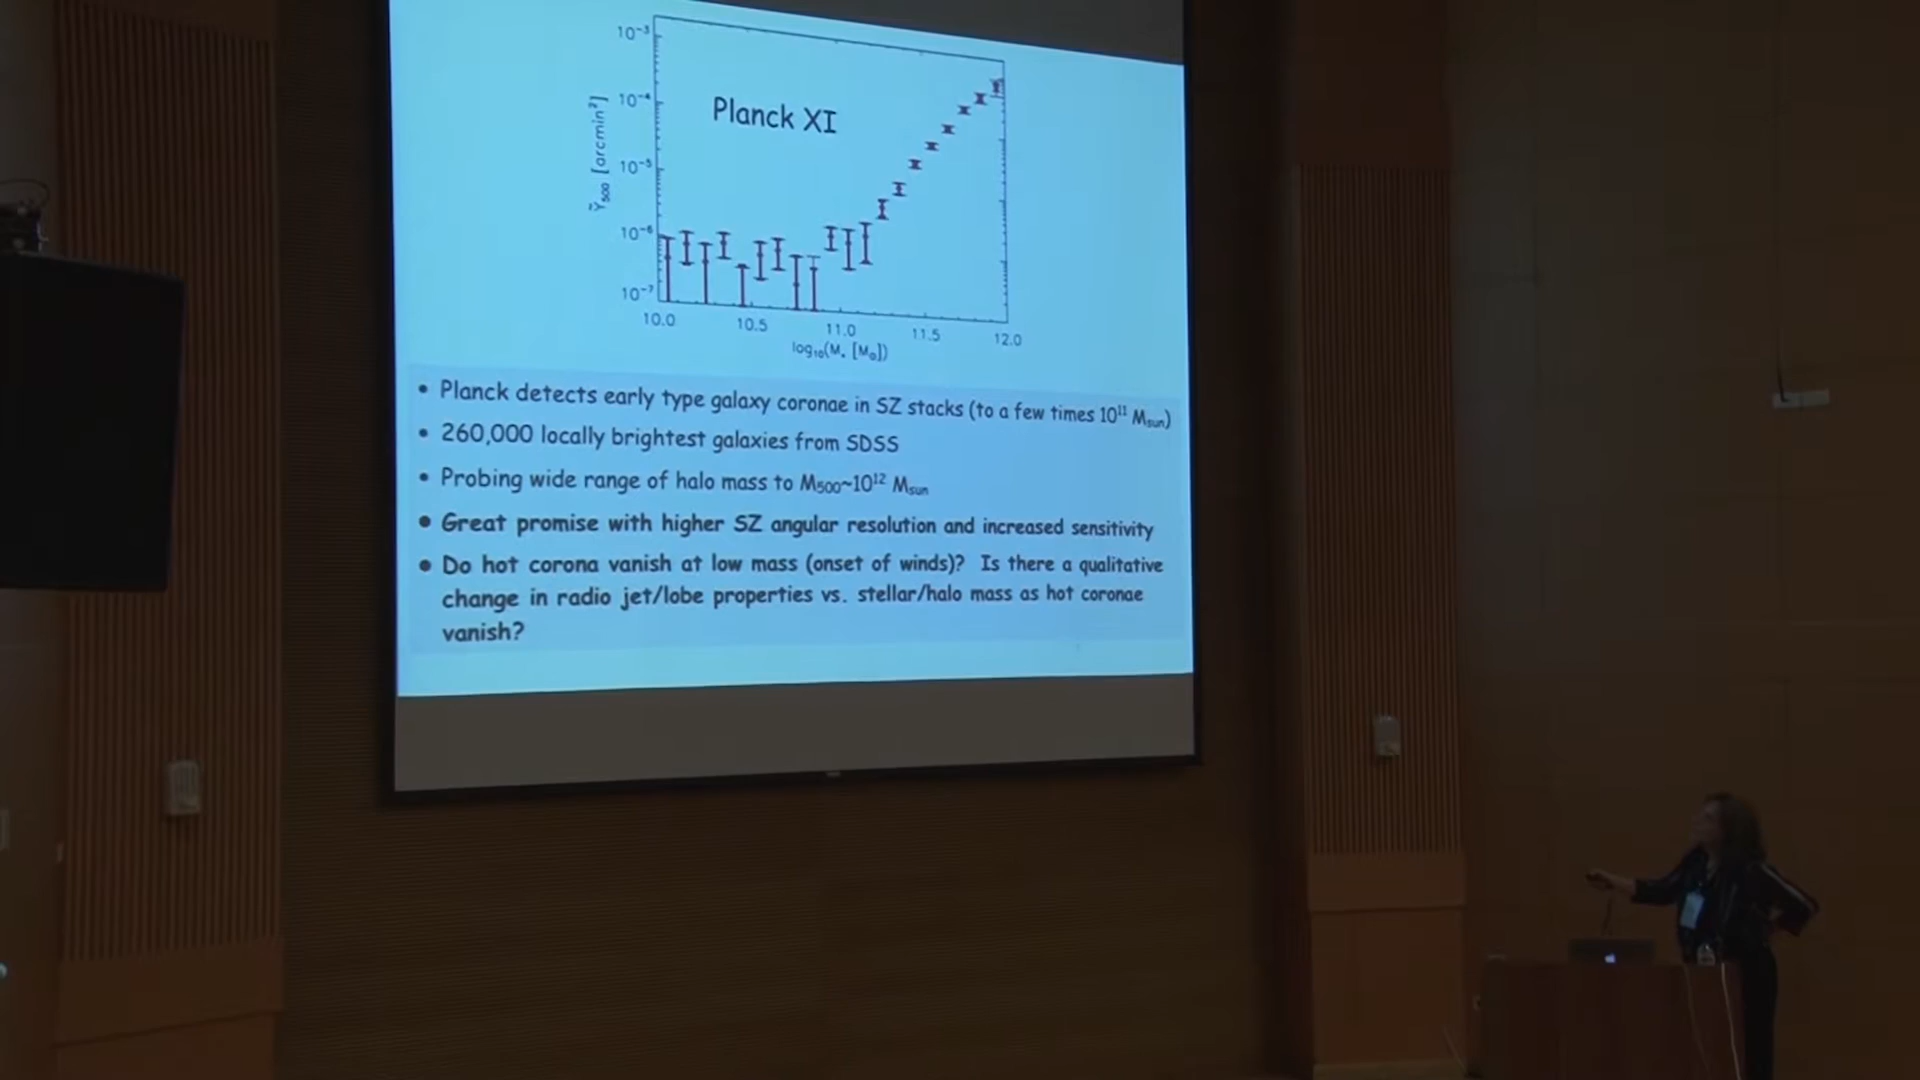 10⁻³
Planck XI
10⁻⁴
10⁻⁵
10⁻⁶
10⁻⁷
Ỹ₅₀₀ [arcmin²]
10.0 10.5 11.0 11.5 12.0
log₁₀(M⁎ [M⊙])
• Planck detects early type galaxy coronae in SZ stacks (to a few times 10¹¹ Msun)
• 260,000 locally brightest galaxies from SDSS
• Probing wide range of halo mass to M500~10¹² Msun
• Great promise with higher SZ angular resolution and increased sensitivity
• Do hot corona vanish at low mass (onset of winds)? Is there a qualitative
change in radio jet/lobe properties vs. stellar/halo mass as hot coronae
vanish?